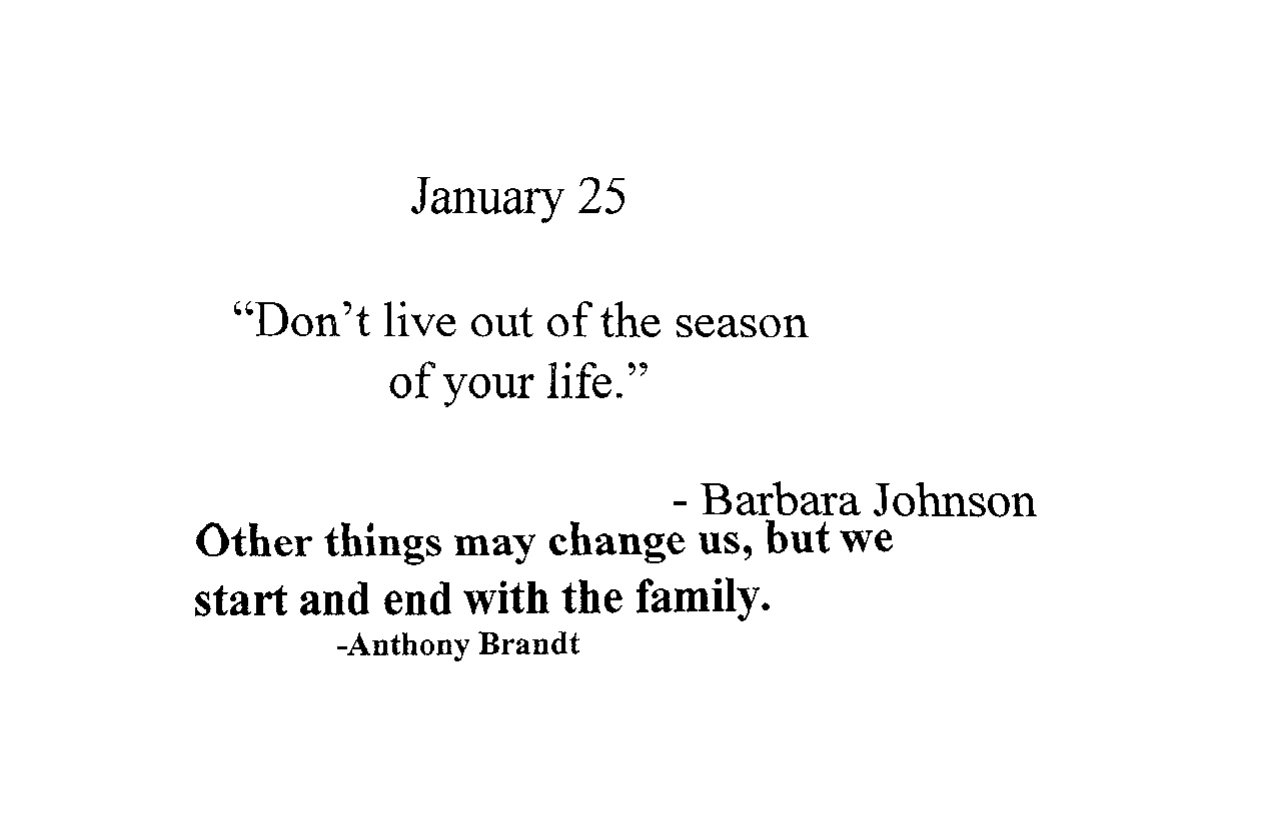 January 25
“Don’t live out of the season
of your life.”
- Barbara Johnson
Other things may change us, but we
start and end with the family.
-Anthony Brandt